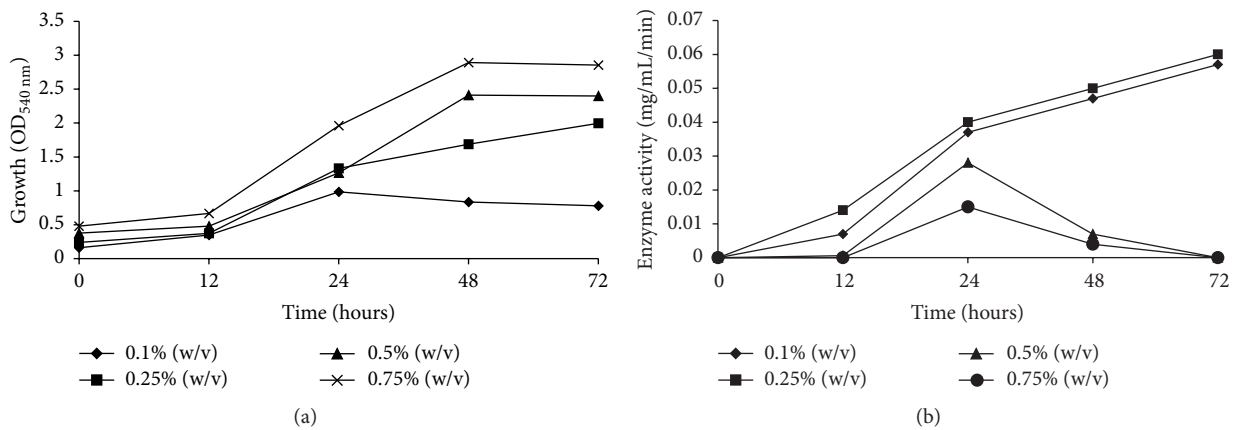 Growth (OD540 nm)
3.5
3
2.5
2
1.5
1
0.5
0
0 12 24 48 72
Time (hours)
0.1% (w/v)
0.25% (w/v)
0.5% (w/v)
0.75% (w/v)
(a)
Enzyme activity (mg/mL/min)
0.07
0.06
0.05
0.04
0.03
0.02
0.01
0
0 12 24 48 72
Time (hours)
0.1% (w/v)
0.25% (w/v)
0.5% (w/v)
0.75% (w/v)
(b)